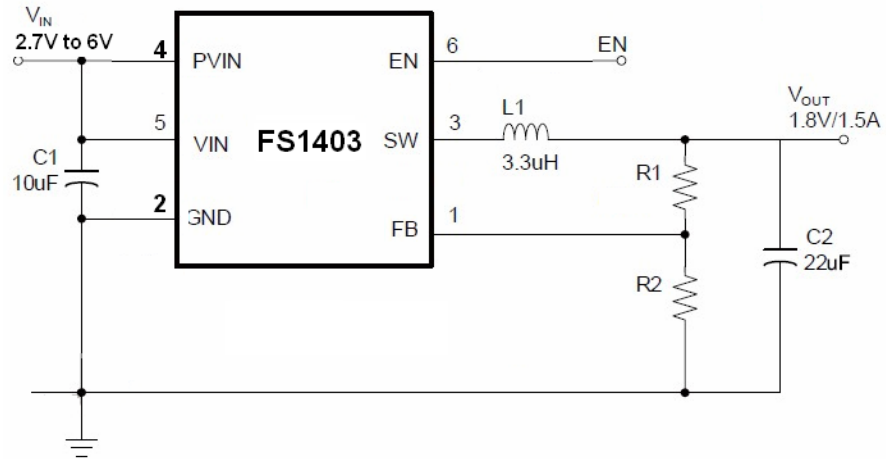 VIN
2.7V to 6V
4
PVIN
EN
6
EN
5
VIN
FS1403
SW
3
L1
3.3uH
VOUT
1.8V/1.5A
C1
10uF
2
GND
FB
1
R1
R2
C2
22uF